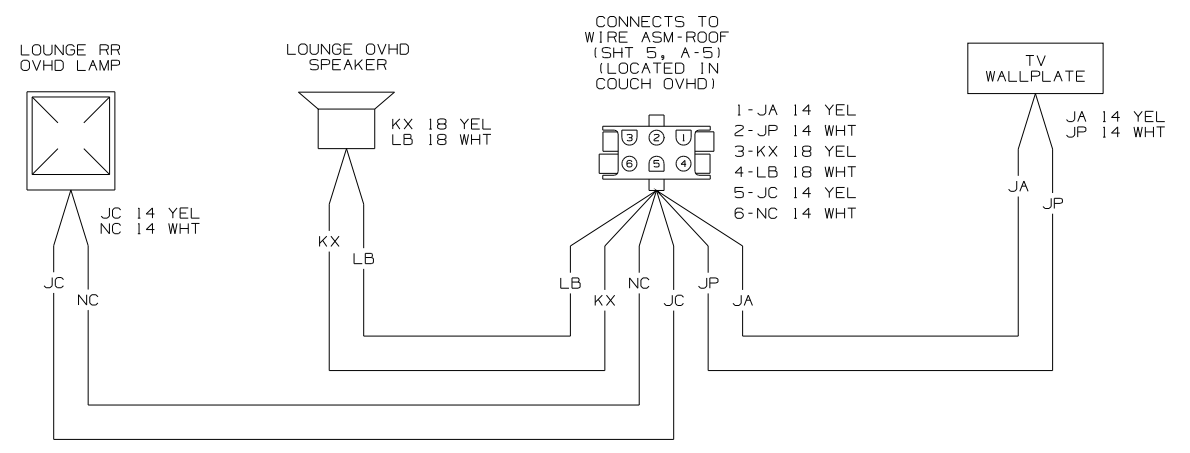 LOUNGE RR
OVHD LAMP
JC 14 YEL
NC 14 WHT
LOUNGE OVHD
SPEAKER
KX 18 YEL
LB 18 WHT
CONNECTS TO
WIRE ASM-ROOF
(SHT 5, A-5)
(LOCATED IN
COUCH OVHD)
3 2 1
6 5 4
1-JA 14 YEL
2-JP 14 WHT
3-KX 18 YEL
4-LB 18 WHT
5-JC 14 YEL
6-NC 14 WHT
TV
WALLPLATE
JA 14 YEL
JP 14 WHT
JC
NC
KX
LB
LB
KX
NC
JC
JP
JA
JA
JP